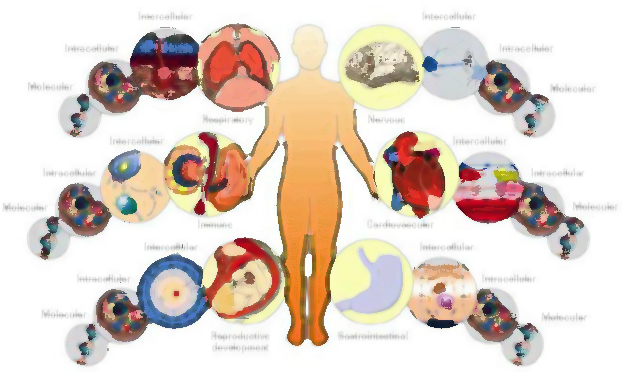 Intercellular
Intercellular
Intracellular
Intracellular
Molecular
Molecular
Respiratory
Nervous
Intercellular
Intercellular
Intracellular
Intracellular
Molecular
Molecular
Immune
Cardiovascular
Intercellular
Intercellular
Intracellular
Intracellular
Molecular
Molecular
Reproductive
development
Gastrointestinal